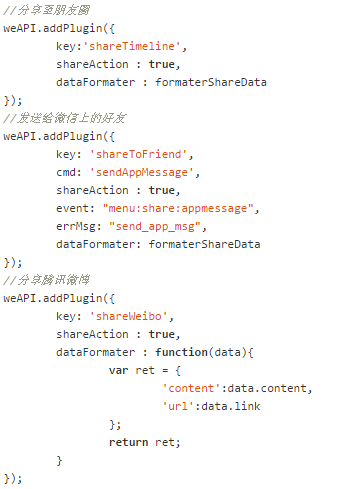 //分享至朋友圈
weAPI.addPlugin({
        key:'shareTimeline',
        shareAction : true,
        dataFormater : formaterShareData
});
//发送给微信上的好友
weAPI.addPlugin({
        key: 'shareToFriend',
        cmd: 'sendAppMessage',
        shareAction : true,
        event: "menu:share:appmessage",
        errMsg: "send_app_msg",
        dataFormater: formaterShareData
});
//分享腾讯微博
weAPI.addPlugin({
        key: 'shareWeibo',
        shareAction : true,
        dataFormater : function(data){
                var ret = {
                        'content':data.content,
                        'url':data.link
                };
                return ret;
        }
});